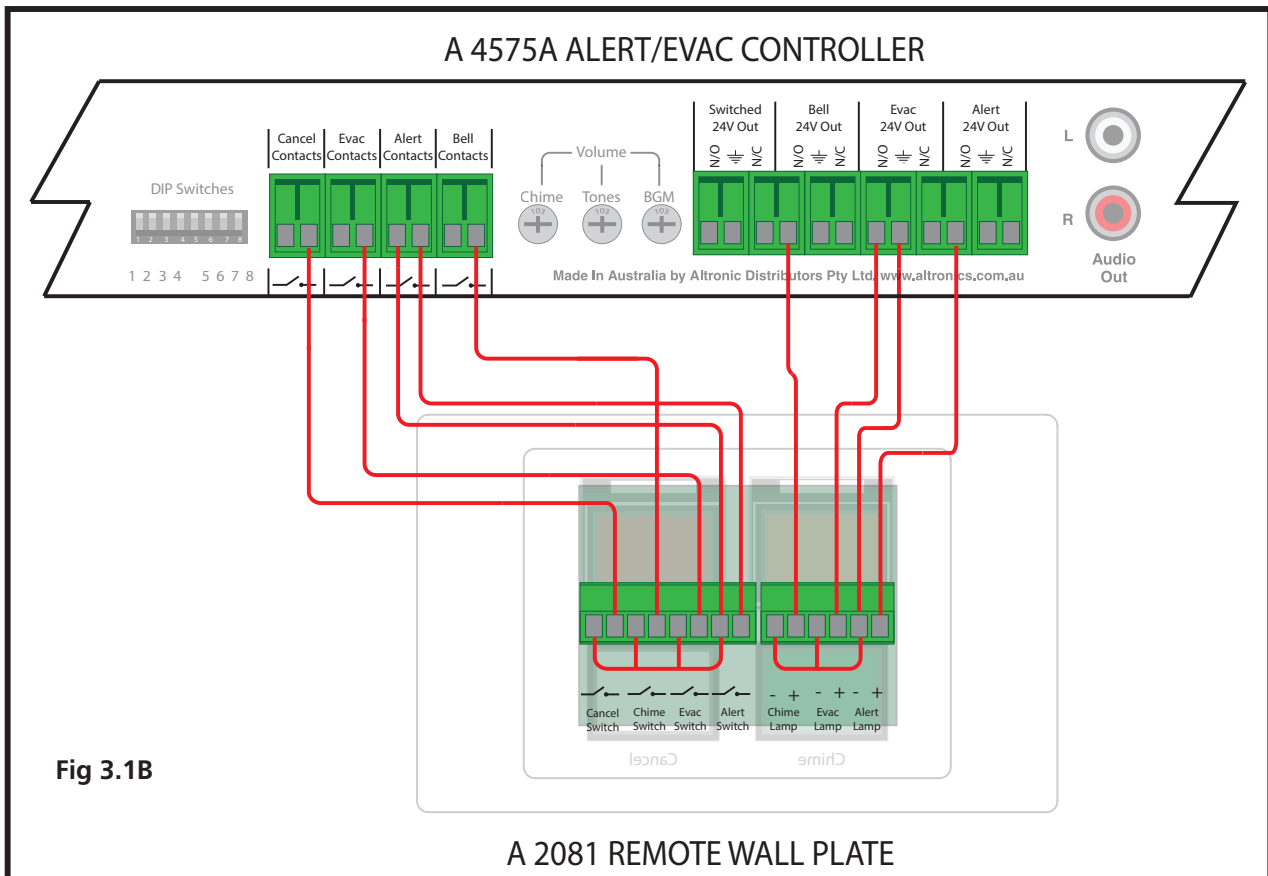 A 4575A ALERT/EVAC CONTROLLER
Cancel Contacts
Evac Contacts
Alert Contacts
Bell Contacts
Volume
Chime Tones BGM
103 103 103
Switched 24V Out
Bell 24V Out
Evac 24V Out
Alert 24V Out
N/O N/C N/O N/C N/O N/C N/O N/C
L
R
Audio
Out
DIP Switches
1 2 3 4 5 6 7 8
1 2 3 4 5 6 7 8
Made In Australia by Altronic Distributors Pty Ltd. www.altronics.com.au
- + - + - +
Cancel Switch
Chime Switch
Evac Switch
Alert Switch
Chime Lamp
Evac Lamp
Alert Lamp
Cancel
Chime
Fig 3.1B
A 2081 REMOTE WALL PLATE